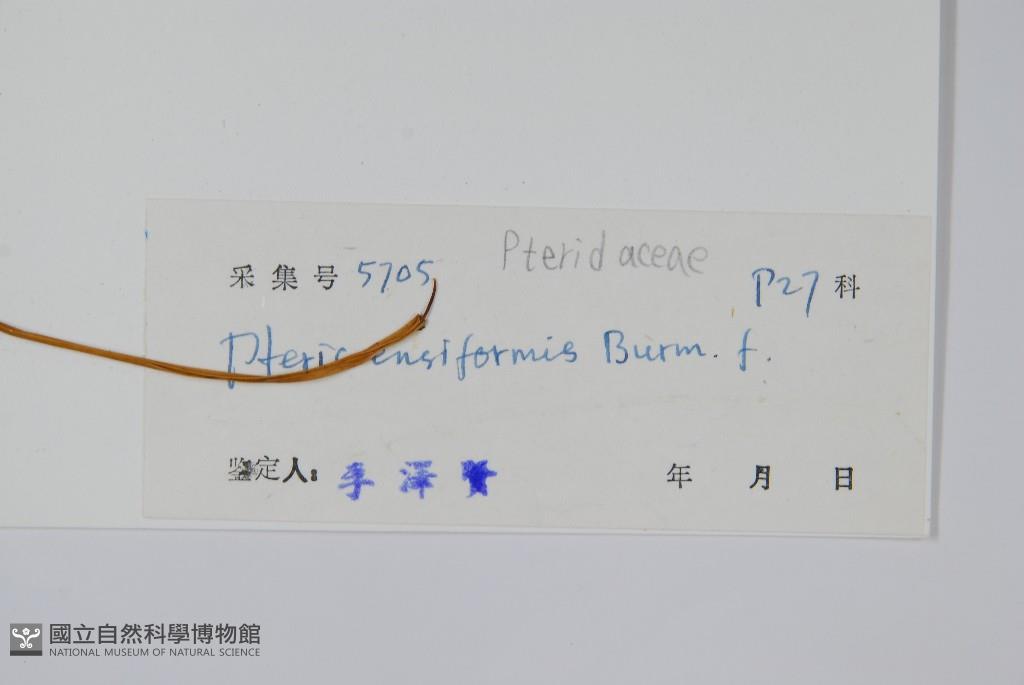 Pteridaceae
采集号 5705 P27 科
Pteris ensiformis Burm. f.
鉴定人: 李泽賢 年 月 日
國立自然科學博物館
NATIONAL MUSEUM OF NATURAL SCIENCE